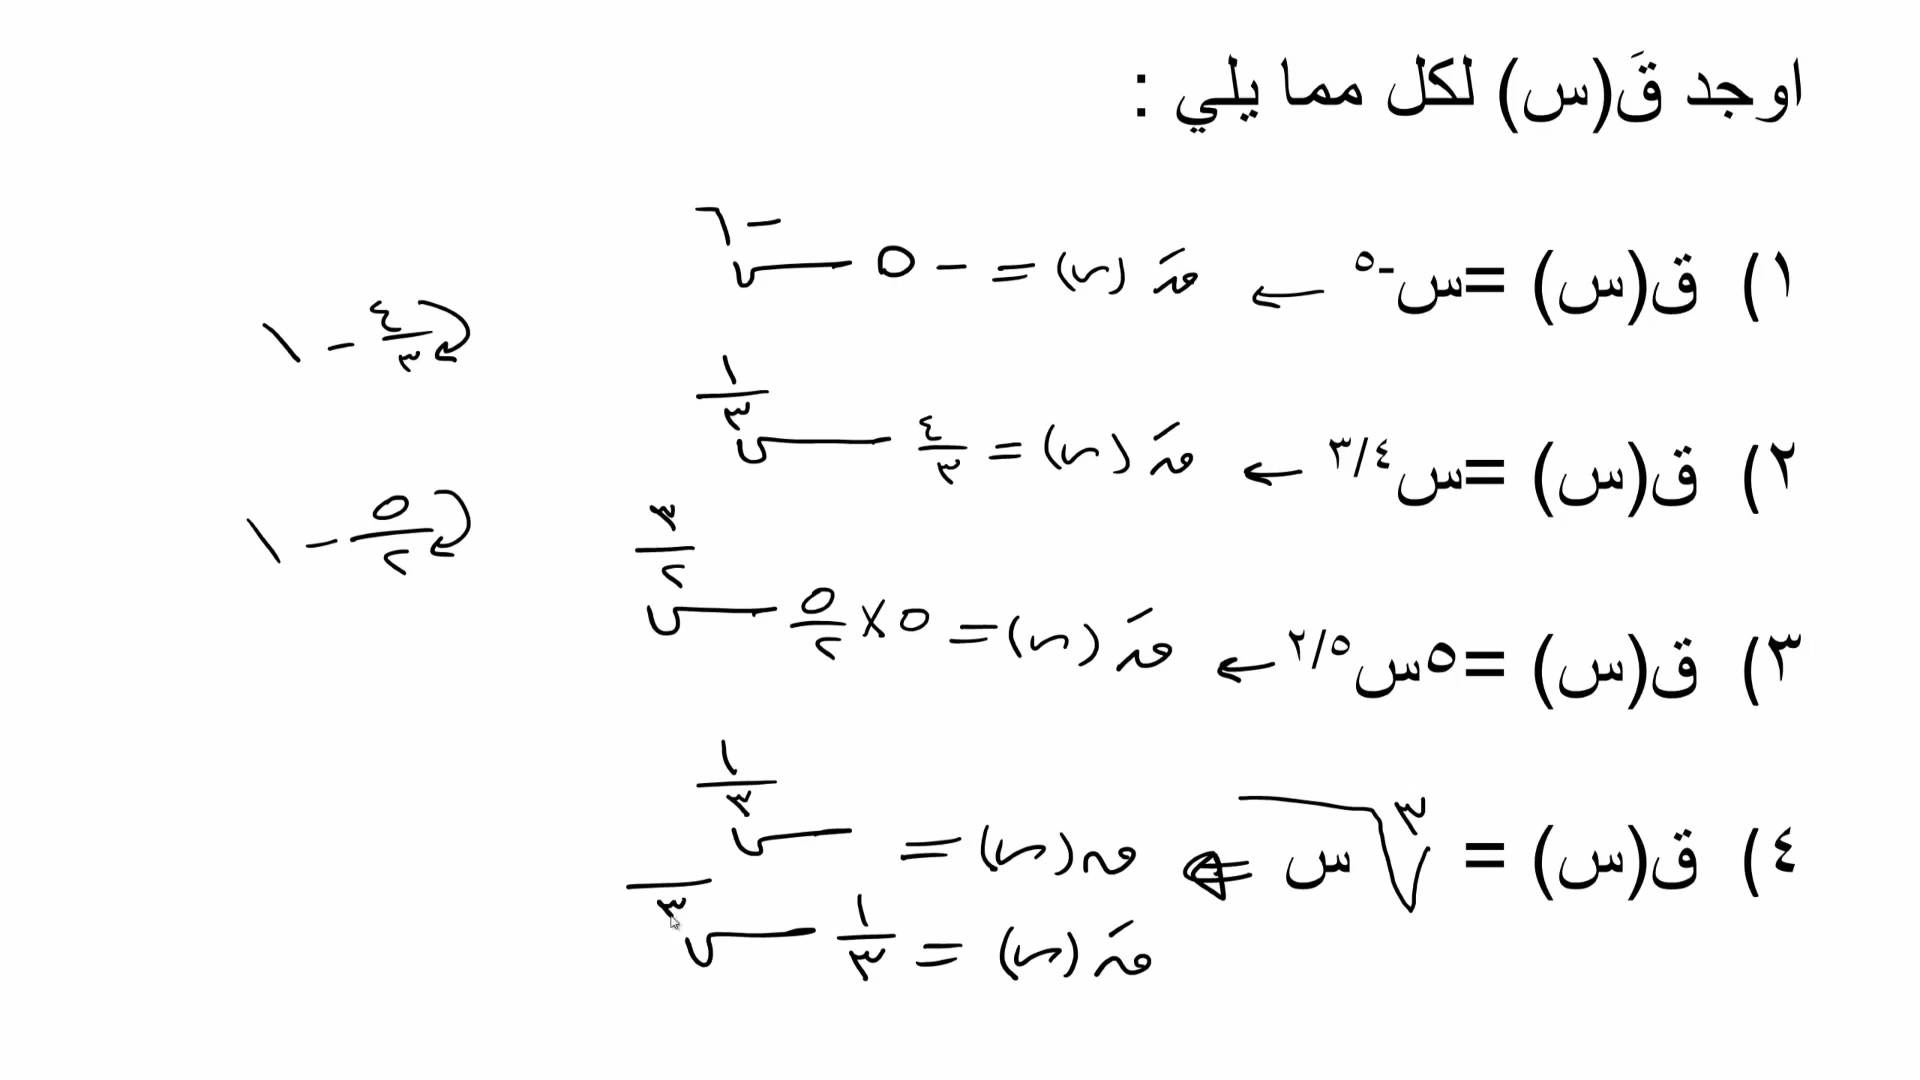 اوجد قَ(س) لكل مما يلي :
١) ق(س) =س-٥ ← قَ(س) = -٥ س-٦
٢) ق(س) =س٣/٤ ← قَ(س) = ٤/٣ س١/٣
٤/٣ - ١
٣) ق(س) =٥س٢/٥ ← قَ(س) = ٥×٥/٢ س٣/٢
٥/٢ - ١
٤) ق(س) = ٣√س ⇐ ق(س) = س١/٣
قَ(س) = ١/٣ س /٣